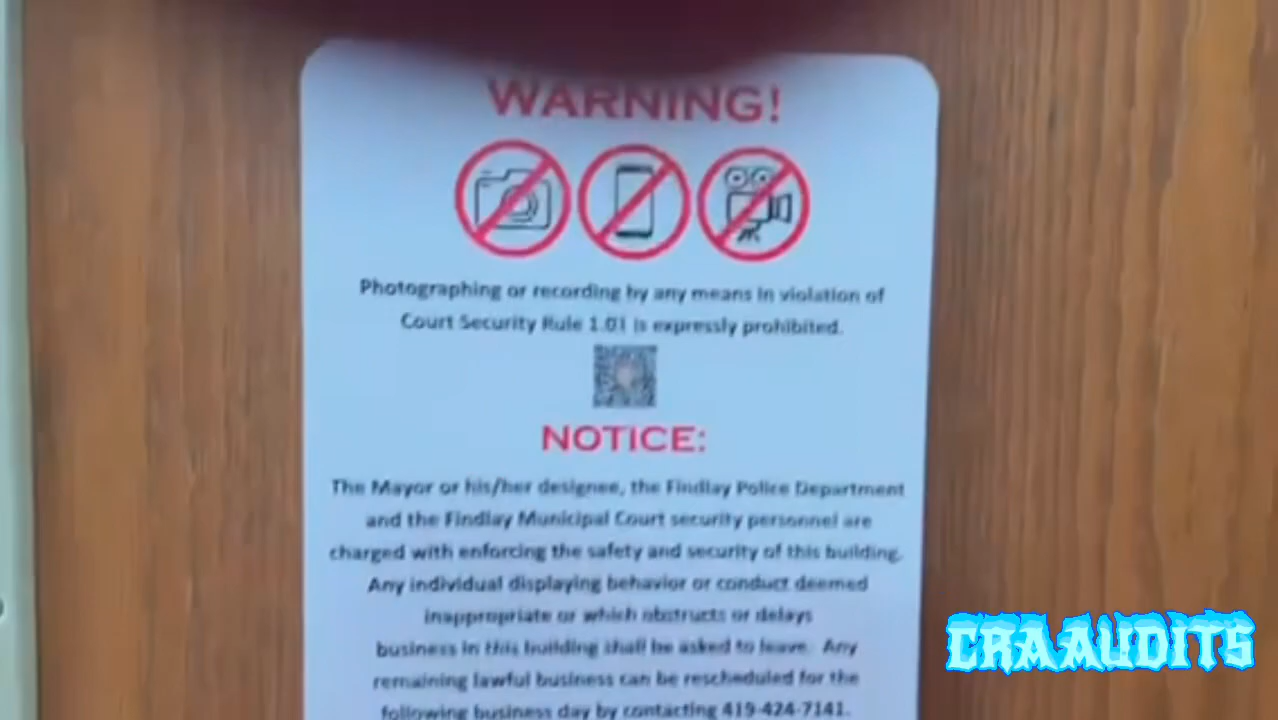 WARNING!
Photographing or recording by any means in violation of
Court Security Rule 1.01 is expressly prohibited.
NOTICE:
The Mayor or his/her designee, the Findlay Police Department
and the Findlay Municipal Court security personnel are
charged with enforcing the safety and security of this building.
Any individual displaying behavior or conduct deemed
inappropriate or which obstructs or delays
business in this building shall be asked to leave. Any
remaining lawful business can be rescheduled for the
following business day by contacting 419-424-7141.
CRAAUDITS